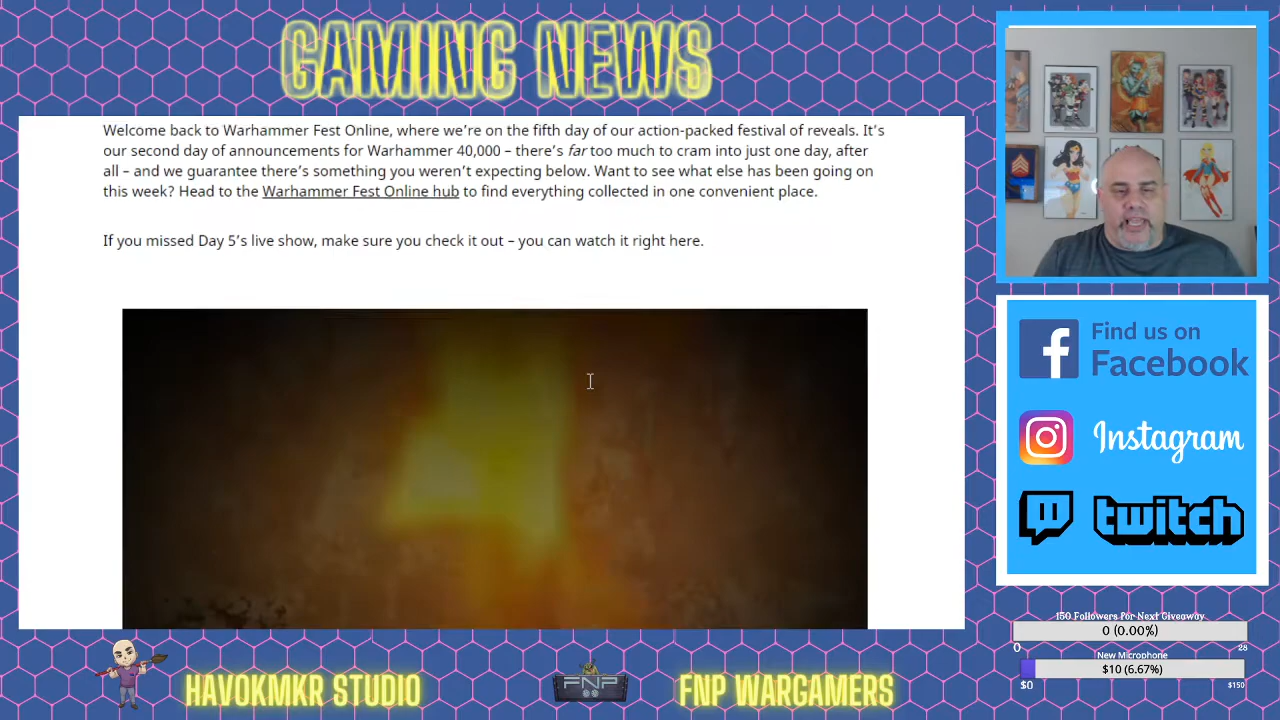 GAMING NEWS
Welcome back to Warhammer Fest Online, where we’re on the fifth day of our action-packed festival of reveals. It’s
our second day of announcements for Warhammer 40,000 – there’s far too much to cram into just one day, after
all – and we guarantee there’s something you weren’t expecting below. Want to see what else has been going on
this week? Head to the Warhammer Fest Online hub to find everything collected in one convenient place.
If you missed Day 5’s live show, make sure you check it out – you can watch it right here.
Find us on
Facebook
Instagram
twitch
150 Followers For Next Giveaway
0 (0.00%)
0
28
New Microphone
$10 (6.67%)
$0
$150
HAVOKMKR STUDIO
FNP
FNP WARGAMERS